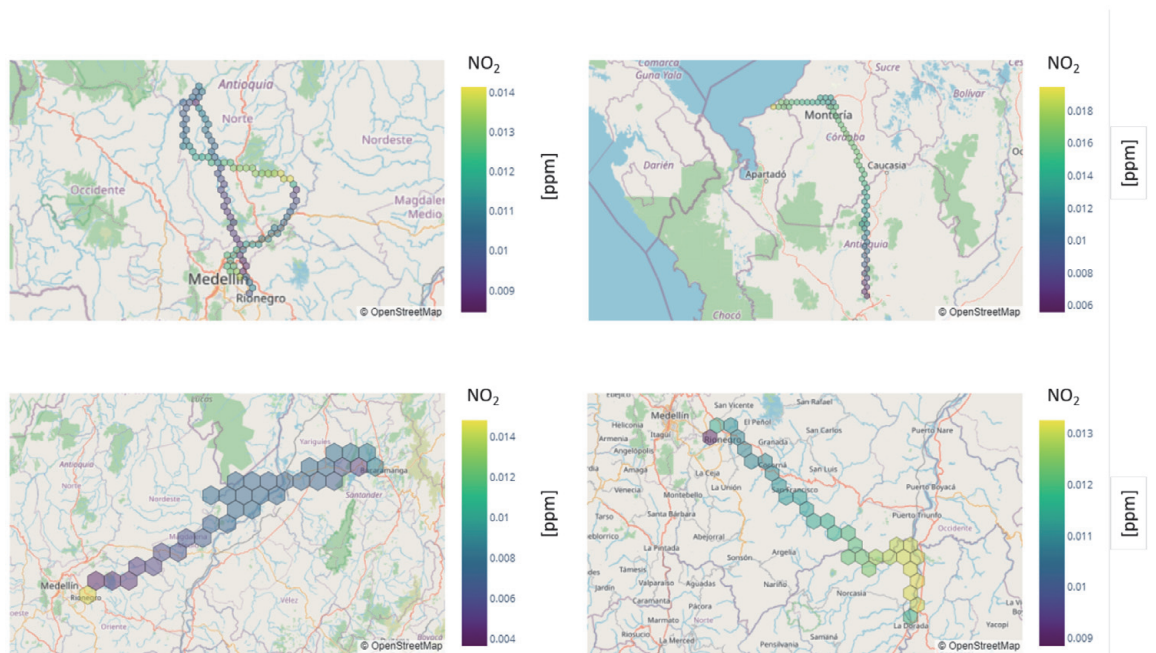 NO2
0.014
0.013
0.012
0.011
0.01
0.009
[ppm]
Antioquia
Norte
Nordeste
Occidente
Magdalen
Medio
Medellín
Rionegro
© OpenStreetMap
NO2
0.018
0.016
0.014
0.012
0.01
0.008
0.006
[ppm]
Comarca
Guna Yala
Sucre
Bolívar
Montería
Córdoba
Darién
Caucasia
Apartadó
Antioquia
Chocó
© OpenStreetMap
NO2
0.014
0.012
0.01
0.008
0.006
0.004
[ppm]
Yariguíes
Antioquia
Bucaramanga
Norte
Nordeste
Santander
Magdalena
Medellín
Rionegro
Vélez
Oriente
Boyacá
© OpenStreetMap
NO2
0.013
0.012
0.011
0.01
0.009
[ppm]
Medellín
San Vicente
San Rafael
Heliconia
El Peñol
Puerto Nare
Armenia
Itagüí
Rionegro
Granada
San Carlos
Angelópolis
Cocorná
Amagá
La Ceja
San Luis
Venecia
La Unión
San Francisco
Puerto Boyacá
Montebello
Tarso
Santa Bárbara
Puerto Triunfo
Abejorral
Occidente
La Pintada
Sonsón
Argelia
Támesis
Jardín
Valparaíso
Aguadas
Nariño
Caramanta
Norcasia
Pácora
Marmato
Norte
Samaná
La Dorada
Yacopí
Riosucio
La Merced
Pensilvania
© OpenStreetMap